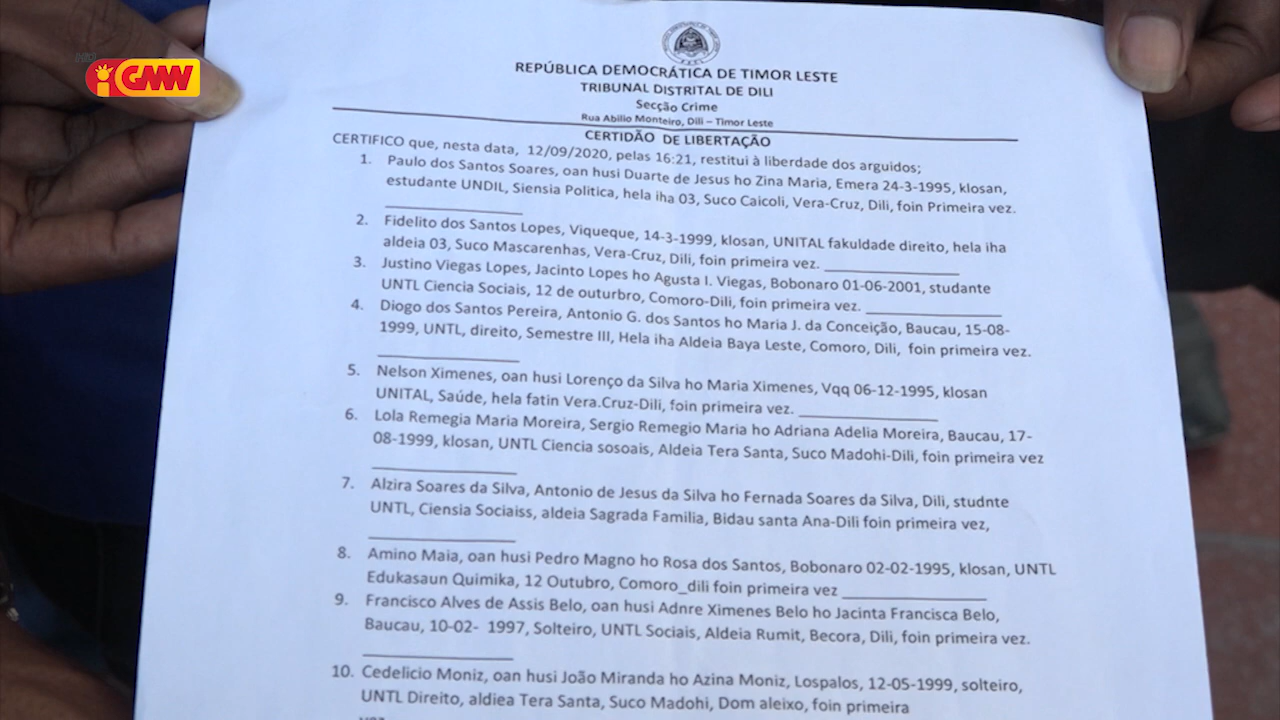 GMN
REPÚBLICA DEMOCRÁTICA DE TIMOR LESTE
TRIBUNAL DISTRITAL DE DILI
Secção Crime
Rua Abilio Monteiro, Dili – Timor Leste
CERTIDÃO DE LIBERTAÇÃO
CERTIFICO que, nesta data, 12/09/2020, pelas 16:21, restitui à liberdade dos arguidos;
1. Paulo dos Santos Soares, oan husi Duarte de Jesus ho Zina Maria, Emera 24-3-1995, klosan,
estudante UNDIL, Siensia Politica, hela iha 03, Suco Caicoli, Vera-Cruz, Dili, foin Primeira vez.
2. Fidelito dos Santos Lopes, Viqueque, 14-3-1999, klosan, UNITAL fakuldade direito, hela iha
aldeia 03, Suco Mascarenhas, Vera-Cruz, Dili, foin primeira vez. ________________
3. Justino Viegas Lopes, Jacinto Lopes ho Agusta I. Viegas, Bobonaro 01-06-2001, studante
UNTL Ciencia Sociais, 12 de outurbro, Comoro-Dili, foin primeira vez. ________________
4. Diogo dos Santos Pereira, Antonio G. dos Santos ho Maria J. da Conceição, Baucau, 15-08-
1999, UNTL, direito, Semestre III, Hela iha Aldeia Baya Leste, Comoro, Dili, foin primeira vez.
5. Nelson Ximenes, oan husi Lorenço da Silva ho Maria Ximenes, Vqq 06-12-1995, klosan
UNITAL, Saúde, hela fatin Vera.Cruz-Dili, foin primeira vez. ________________
6. Lola Remegia Maria Moreira, Sergio Remegio Maria ho Adriana Adelia Moreira, Baucau, 17-
08-1999, klosan, UNTL Ciencia sosoais, Aldeia Tera Santa, Suco Madohi-Dili, foin primeira vez
7. Alzira Soares da Silva, Antonio de Jesus da Silva ho Fernada Soares da Silva, Dili, studnte
UNTL, Ciensia Sociaiss, aldeia Sagrada Familia, Bidau santa Ana-Dili foin primeira vez,
8. Amino Maia, oan husi Pedro Magno ho Rosa dos Santos, Bobonaro 02-02-1995, klosan, UNTL
Edukasaun Quimika, 12 Outubro, Comoro_dili foin primeira vez ________________
9. Francisco Alves de Assis Belo, oan husi Adnre Ximenes Belo ho Jacinta Francisca Belo,
Baucau, 10-02- 1997, Solteiro, UNTL Sociais, Aldeia Rumit, Becora, Dili, foin primeira vez.
10. Cedelicio Moniz, oan husi João Miranda ho Azina Moniz, Lospalos, 12-05-1999, solteiro,
UNTL Direito, aldiea Tera Santa, Suco Madohi, Dom aleixo, foin primeira